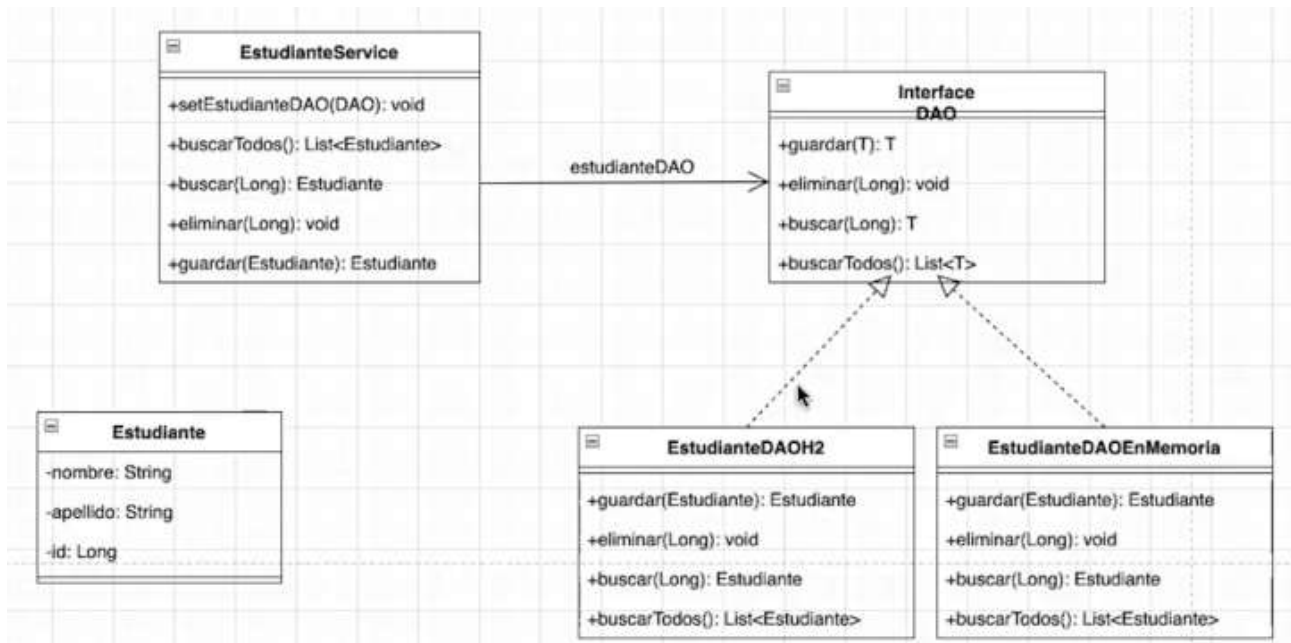 EstudianteService
+setEstudianteDAO(DAO): void
+buscarTodos(): List<Estudiante>
+buscar(Long): Estudiante
+eliminar(Long): void
+guardar(Estudiante): Estudiante
estudianteDAO
Interface
DAO
+guardar(T): T
+eliminar(Long): void
+buscar(Long): T
+buscarTodos(): List<T>
Estudiante
-nombre: String
-apellido: String
-id: Long
EstudianteDAOH2
+guardar(Estudiante): Estudiante
+eliminar(Long): void
+buscar(Long): Estudiante
+buscarTodos(): List<Estudiante>
EstudianteDAOEnMemoria
+guardar(Estudiante): Estudiante
+eliminar(Long): void
+buscar(Long): Estudiante
+buscarTodos(): List<Estudiante>